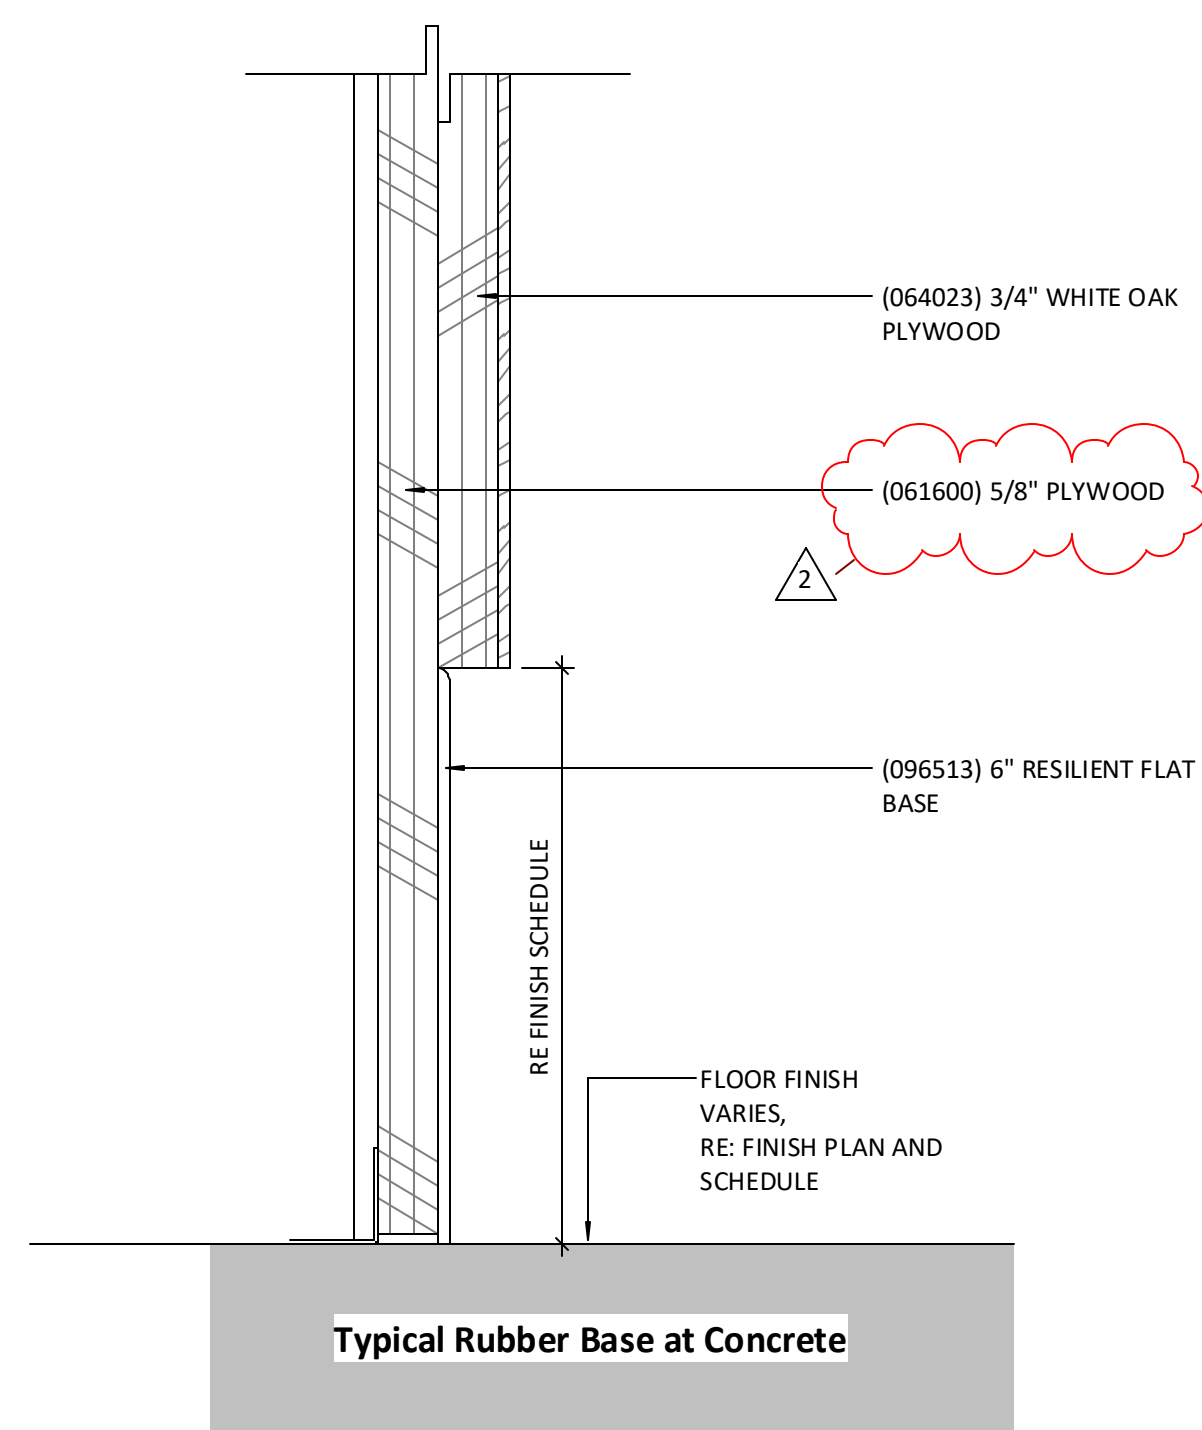 (064023) 3/4" WHITE OAK
PLYWOOD
(061600) 5/8" PLYWOOD
2
(096513) 6" RESILIENT FLAT
BASE
RE FINISH SCHEDULE
FLOOR FINISH
VARIES,
RE: FINISH PLAN AND
SCHEDULE
Typical Rubber Base at Concrete